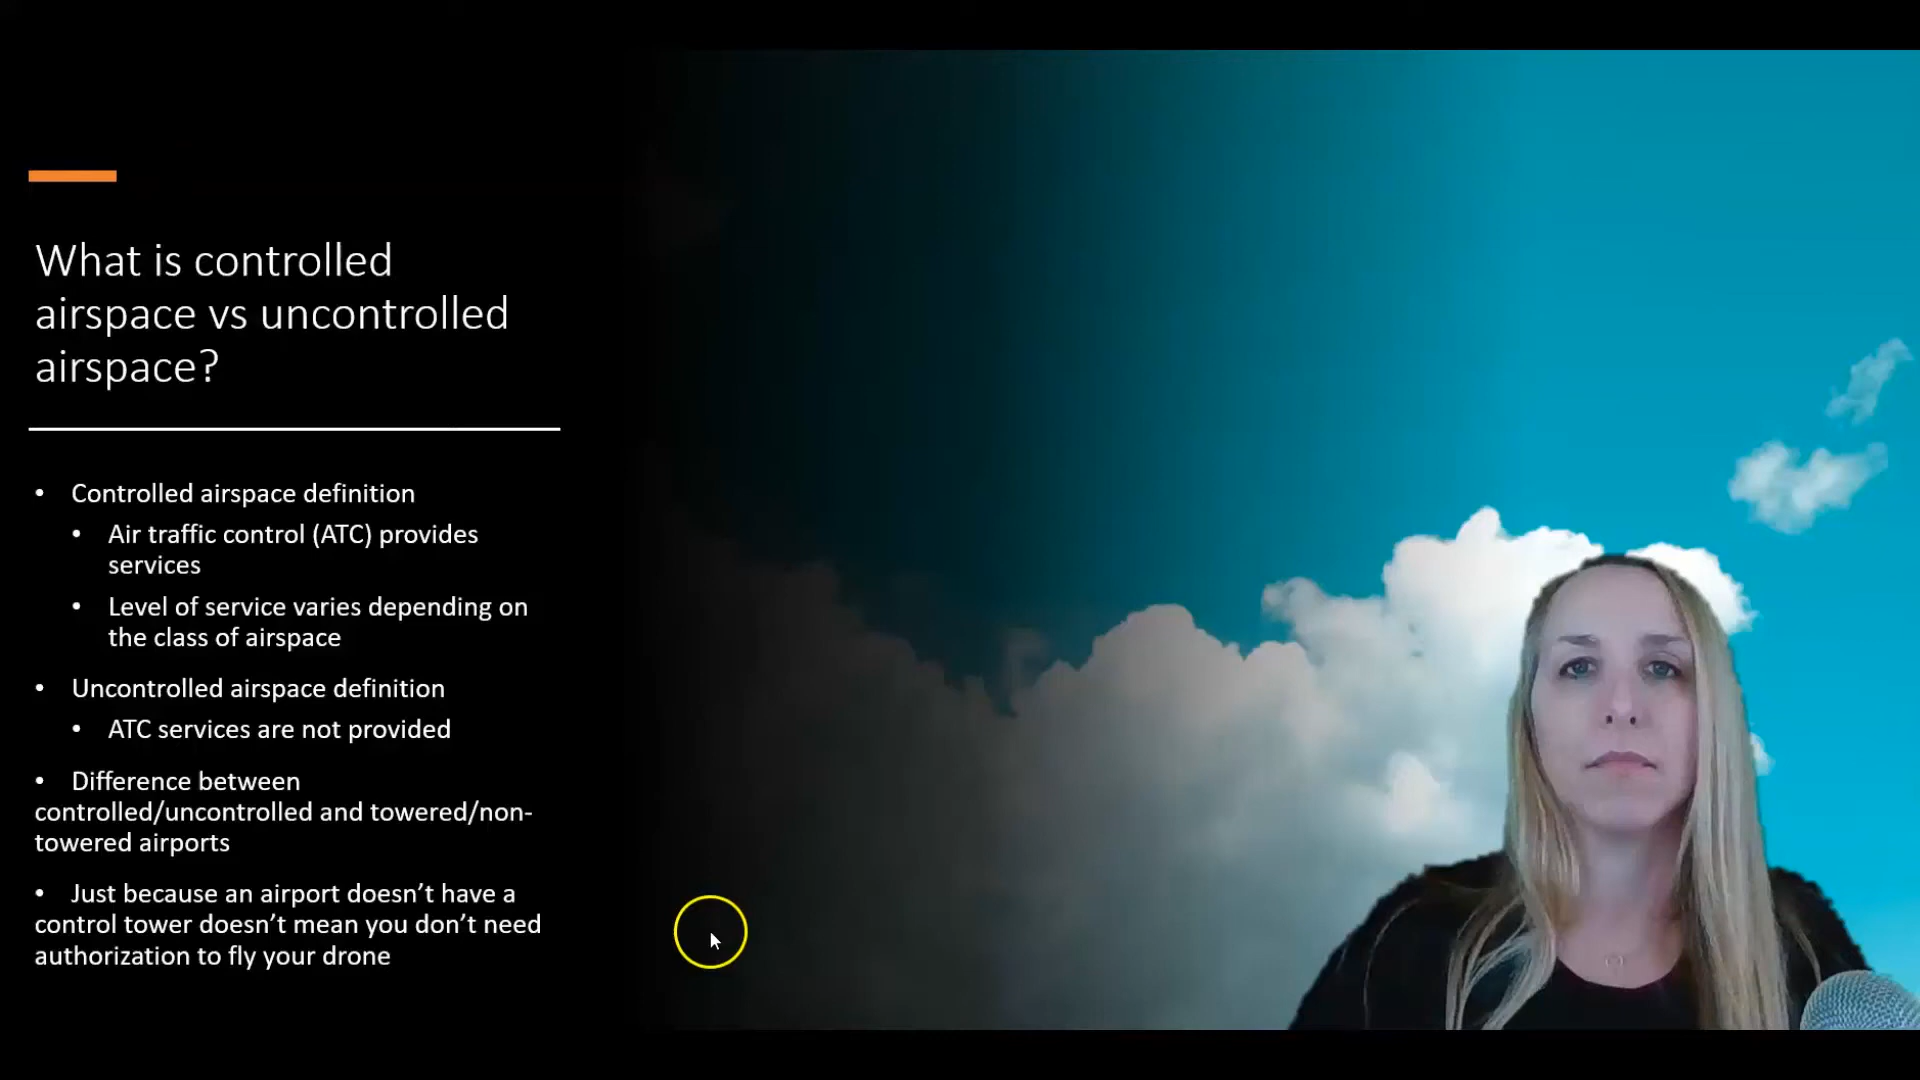 What is controlled
airspace vs uncontrolled
airspace?
• Controlled airspace definition
• Air traffic control (ATC) provides
services
• Level of service varies depending on
the class of airspace
• Uncontrolled airspace definition
• ATC services are not provided
• Difference between
controlled/uncontrolled and towered/non-
towered airports
• Just because an airport doesn’t have a
control tower doesn’t mean you don’t need
authorization to fly your drone